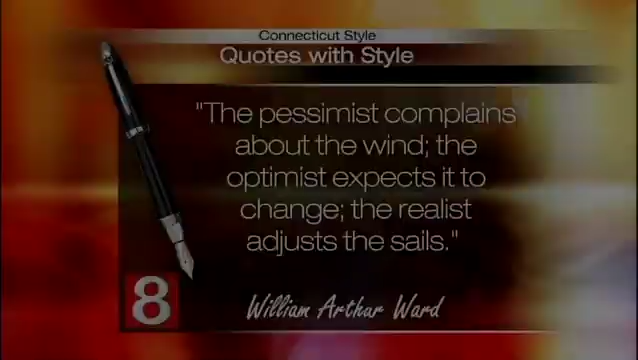 Connecticut Style
Quotes with Style
"The pessimist complains
about the wind; the
optimist expects it to
change; the realist
adjusts the sails."
8
William Arthur Ward